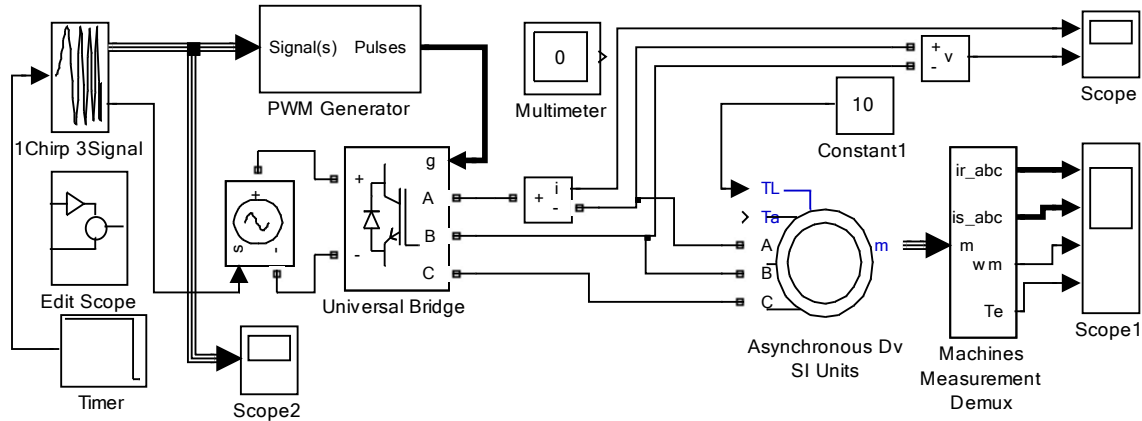 Signal(s) Pulses
PWM Generator
1Chirp 3Signal
0
Multimeter
+
-
v
Scope
10
Constant1
g
+
A
B
-
C
Universal Bridge
+
s
-
+
i
-
TL
Ta
A
B
C
m
Asynchronous Dv
SI Units
ir_abc
is_abc
m
wm
Te
Machines
Measurement
Demux
Scope1
Edit Scope
Timer
Scope2